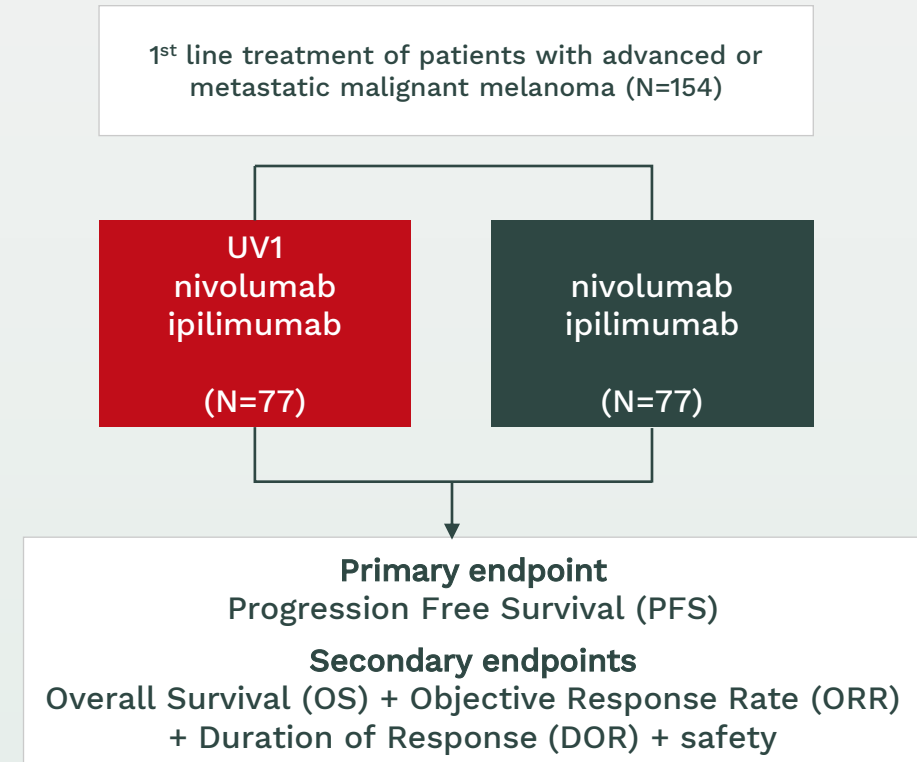 1st line treatment of patients with advanced or
metastatic malignant melanoma (N=154)
UV1
nivolumab
ipilimumab
(N=77)
nivolumab
ipilimumab
(N=77)
Primary endpoint
Progression Free Survival (PFS)
Secondary endpoints
Overall Survival (OS) + Objective Response Rate (ORR)
+ Duration of Response (DOR) + safety